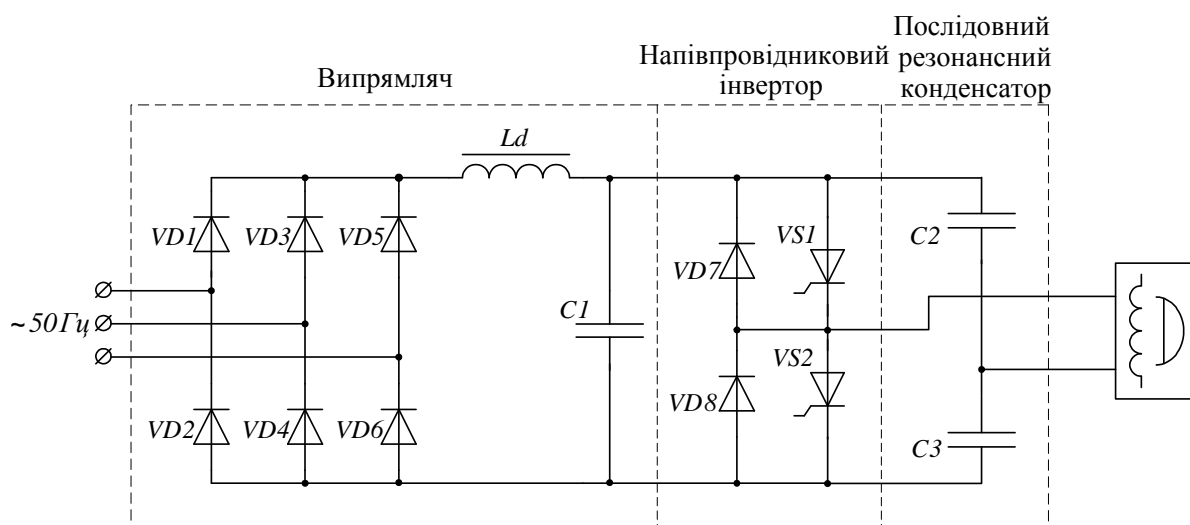 Випрямляч
Напівпровідниковий
інвертор
Послідовний
резонансний
конденсатор
Ld
VD1
VD3
VD5
VD7
VS1
C2
~50Гц
C1
VD2
VD4
VD6
VD8
VS2
C3